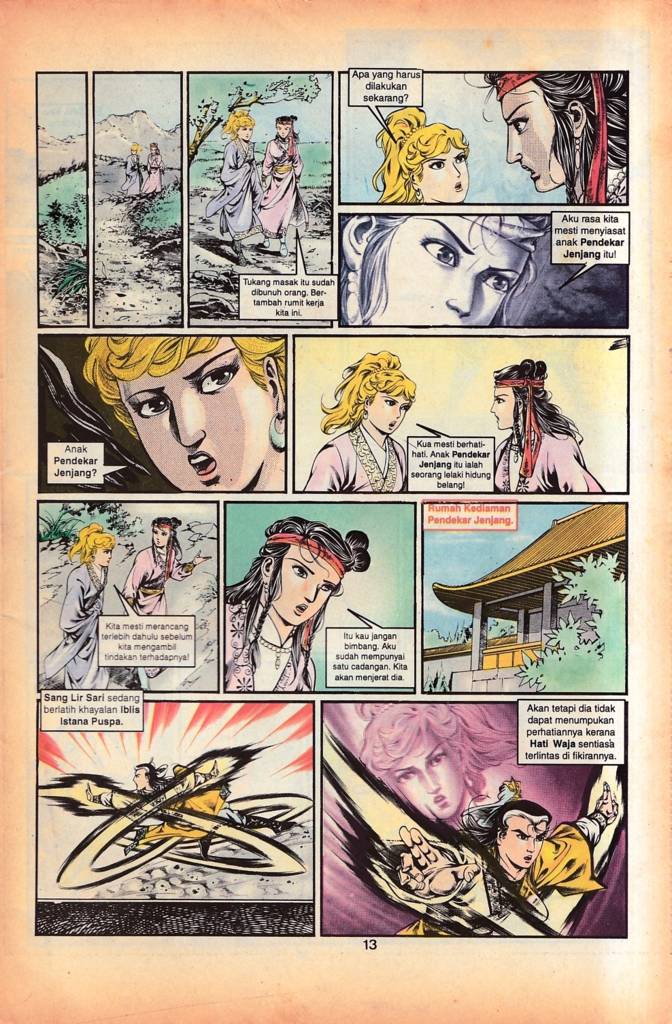 Tukang masak itu sudah
dibunuh orang. Ber-
tambah rumit kerja
kita ini.
Apa yang harus
dilakukan
sekarang?
Aku rasa kita
mesti menyiasat
anak Pendekar
Jenjang itu!
Anak
Pendekar
Jenjang?
Kua mesti berhati-
hati. Anak Pendekar
Jenjang itu ialah
seorang lelaki hidung
belang!
Kita mesti merancang
terlebih dahulu sebelum
kita mengambil
tindakan terhadapnya!
Itu kau jangan
bimbang. Aku
sudah mempunyai
satu cadangan. Kita
akan menjerat dia.
Rumah Kediaman
Pendekar Jenjang.
Sang Lir Sari sedang
berlatih khayalan Iblis
Istana Puspa.
Akan tetapi dia tidak
dapat menumpukan
perhatiannya kerana
Hati Waja sentiasa
terlintas di fikirannya.
13